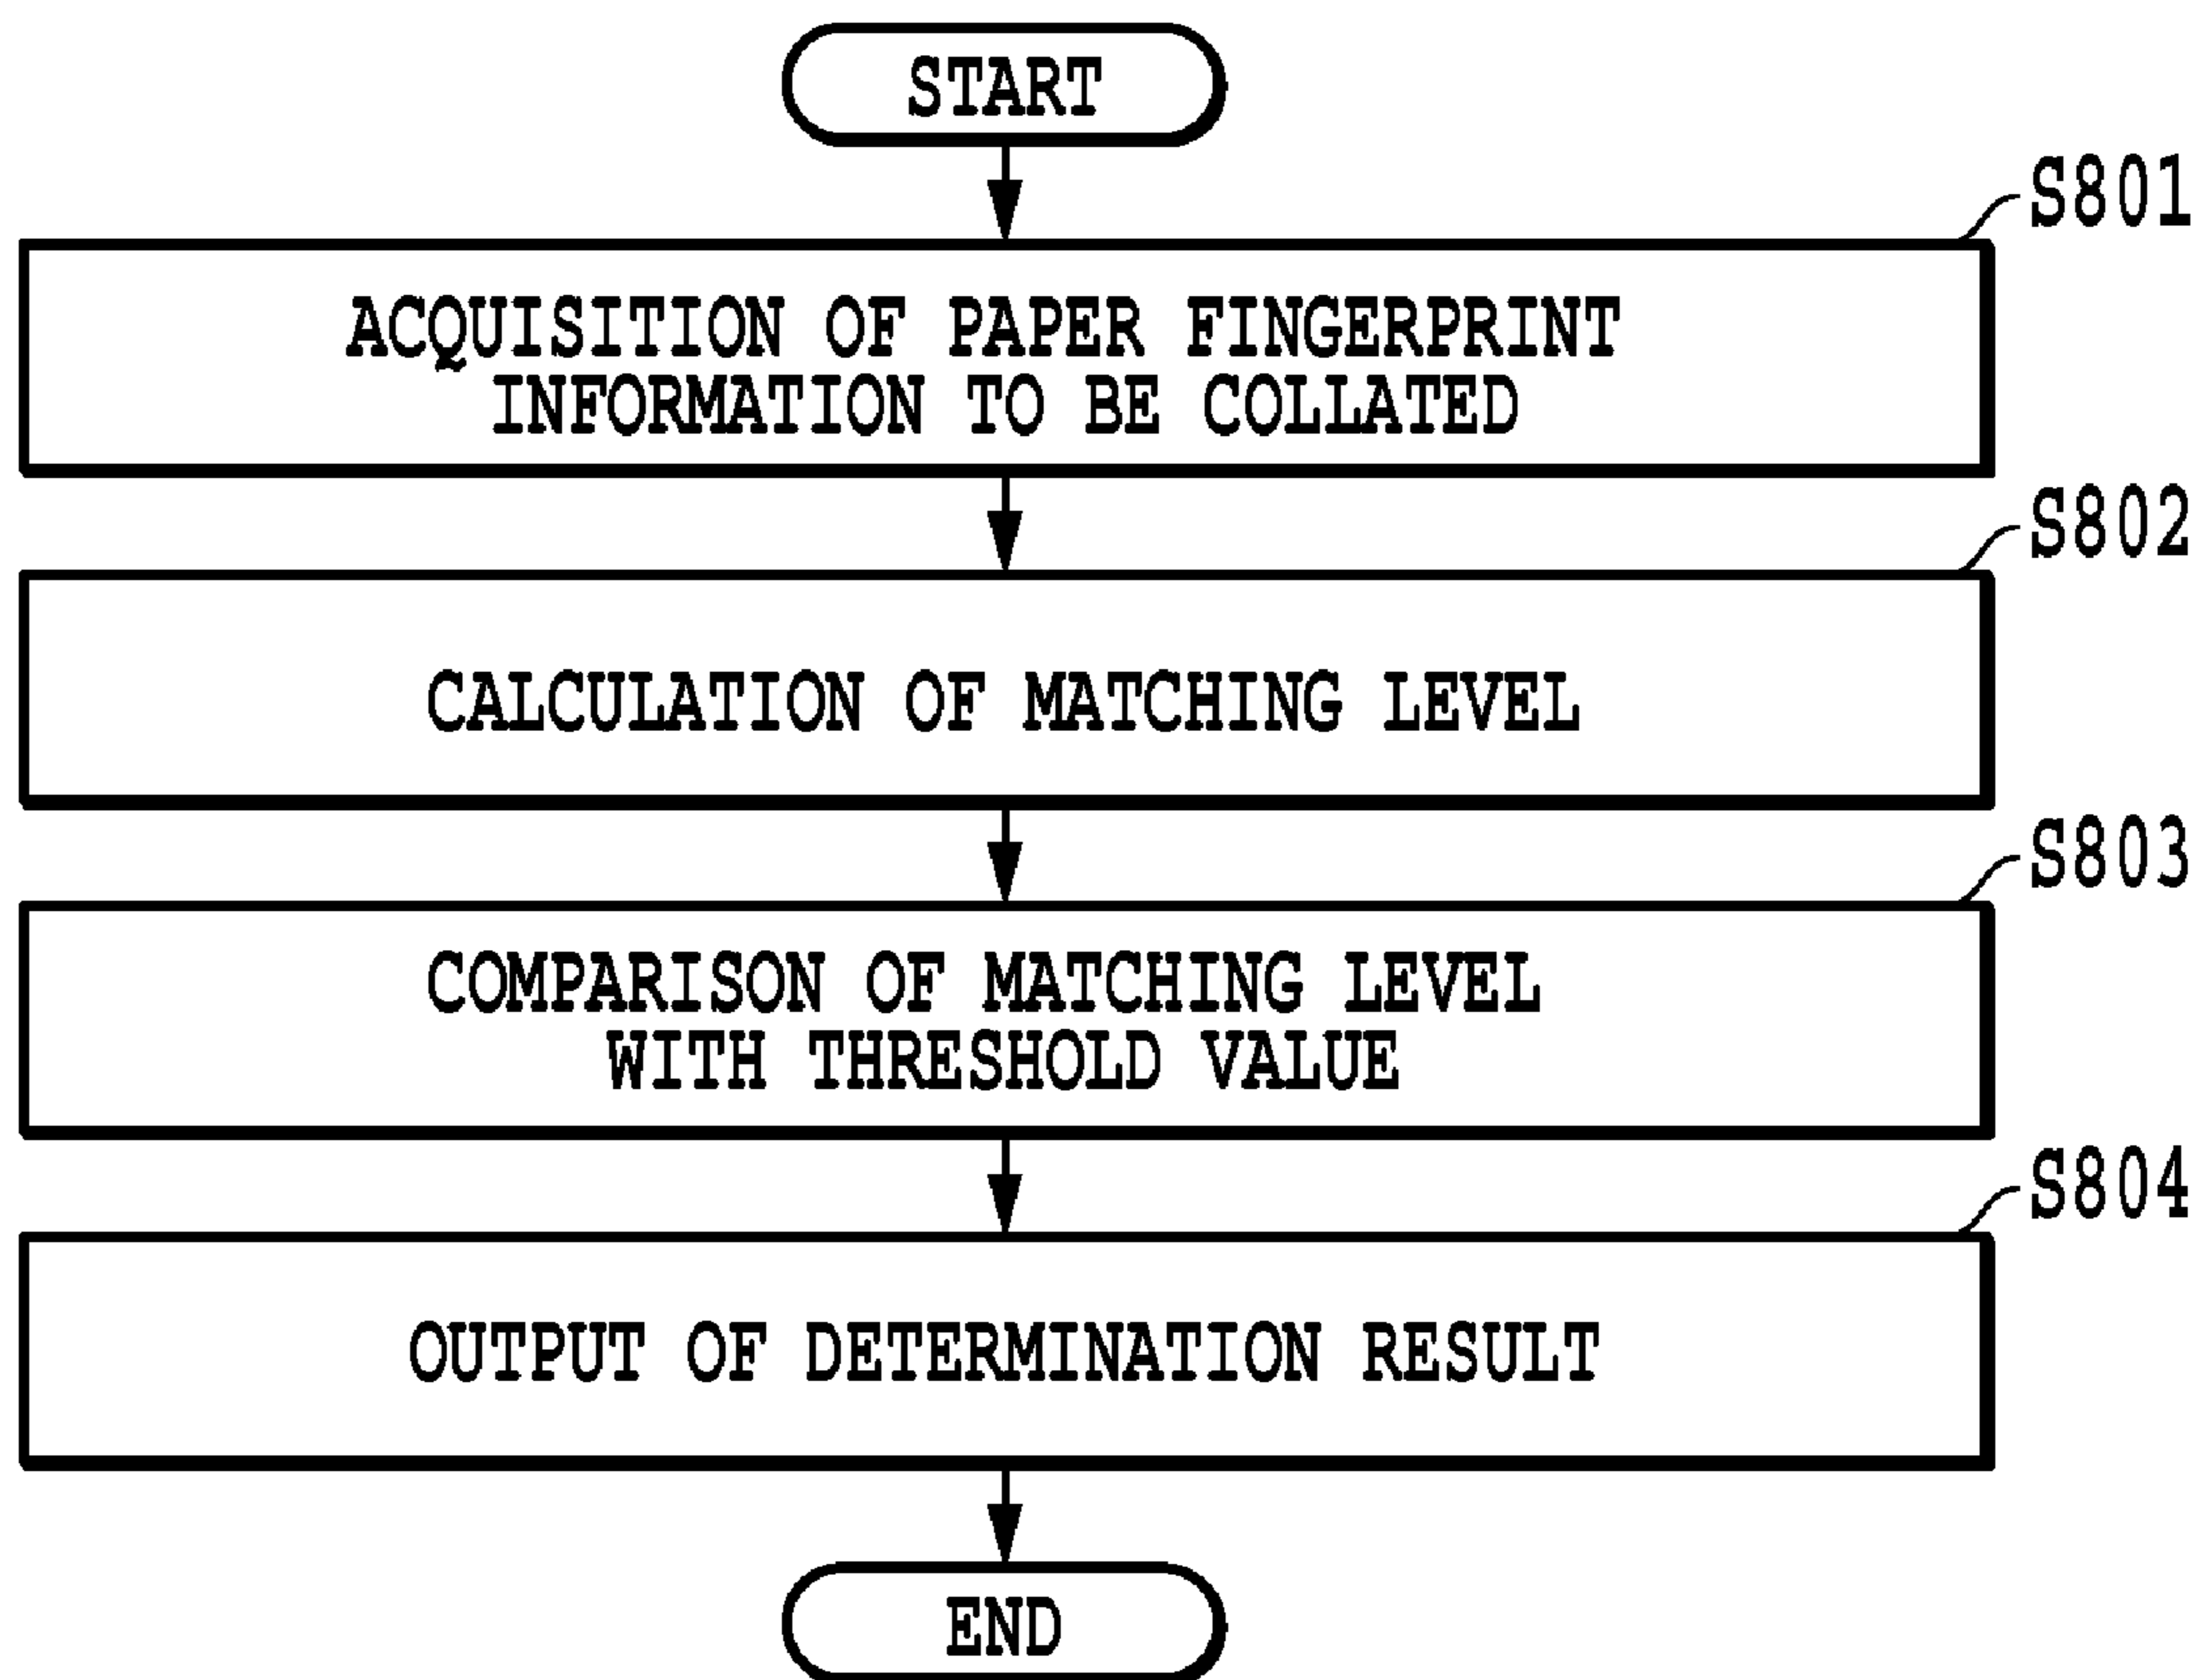 START
S801
ACQUISITION OF PAPER FINGERPRINT
INFORMATION TO BE COLLATED
S802
CALCULATION OF MATCHING LEVEL
S803
COMPARISON OF MATCHING LEVEL
WITH THRESHOLD VALUE
S804
OUTPUT OF DETERMINATION RESULT
END